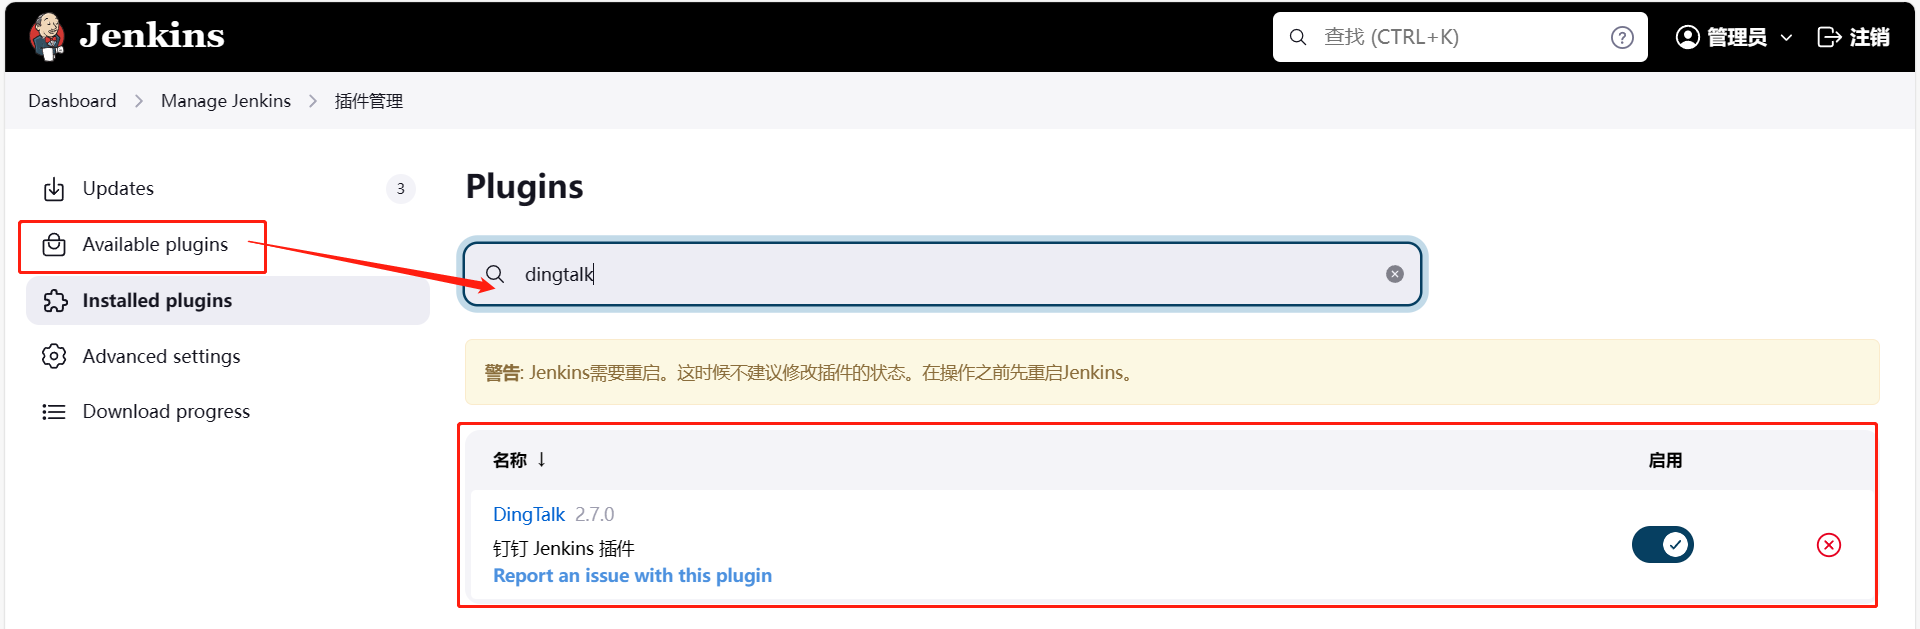 Jenkins
查找 (CTRL+K)
管理员
注销
Dashboard
Manage Jenkins
插件管理
Updates
3
Available plugins
Installed plugins
Advanced settings
Download progress
Plugins
dingtalk
警告: Jenkins需要重启。这时候不建议修改插件的状态。在操作之前先重启Jenkins。
名称 ↓
启用
DingTalk 2.7.0
钉钉 Jenkins 插件
Report an issue with this plugin